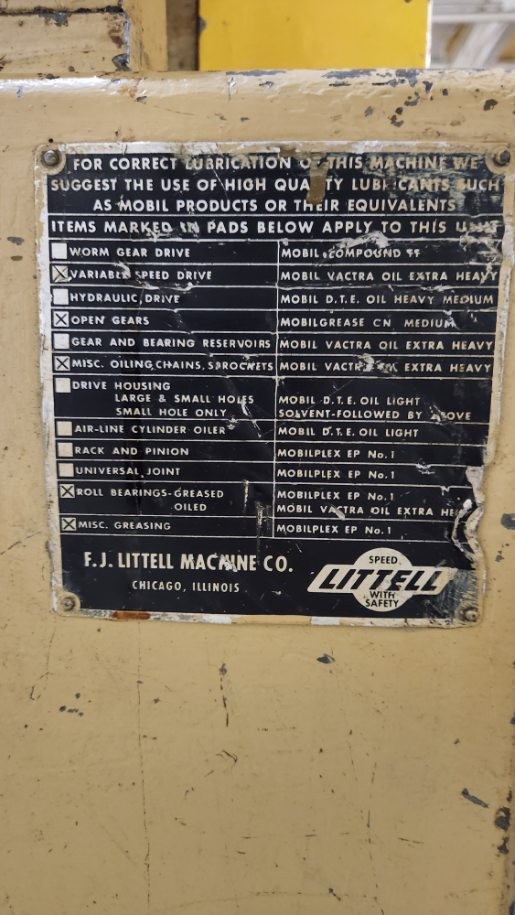 FOR CORRECT LUBRICATION OF THIS MACHINE WE
SUGGEST THE USE OF HIGH QUALITY LUBRICANTS SUCH
AS MOBIL PRODUCTS OR THEIR EQUIVALENTS
ITEMS MARKED IN PADS BELOW APPLY TO THIS UNIT
WORM GEAR DRIVE MOBIL COMPOUND
VARIABLE SPEED DRIVE MOBIL VACTRA OIL EXTRA HEAVY
HYDRAULIC DRIVE MOBIL D.T.E. OIL HEAVY MEDIUM
OPEN GEARS MOBILGREASE CN. MEDIUM
GEAR AND BEARING RESERVOIRS MOBIL VACTRA OIL EXTRA HEAVY
MISC. OILING, CHAINS, SPROCKETS MOBIL VACTRA OIL EXTRA HEAVY
DRIVE HOUSING
LARGE & SMALL HOLES MOBIL D.T.E. OIL LIGHT
SMALL HOLE ONLY SOLVENT-FOLLOWED BY ABOVE
AIR-LINE CYLINDER OILER MOBIL D.T.E. OIL LIGHT
RACK AND PINION MOBILPLEX EP No. 1
UNIVERSAL JOINT MOBILPLEX EP No. 1
ROLL BEARINGS-GREASED MOBILPLEX EP No. 1
OILED MOBIL VACTRA OIL EXTRA HEAVY
MISC. GREASING MOBILPLEX EP No. 1
F.J. LITTELL MACHINE CO.
CHICAGO, ILLINOIS
SPEED
LITTELL
WITH
SAFETY